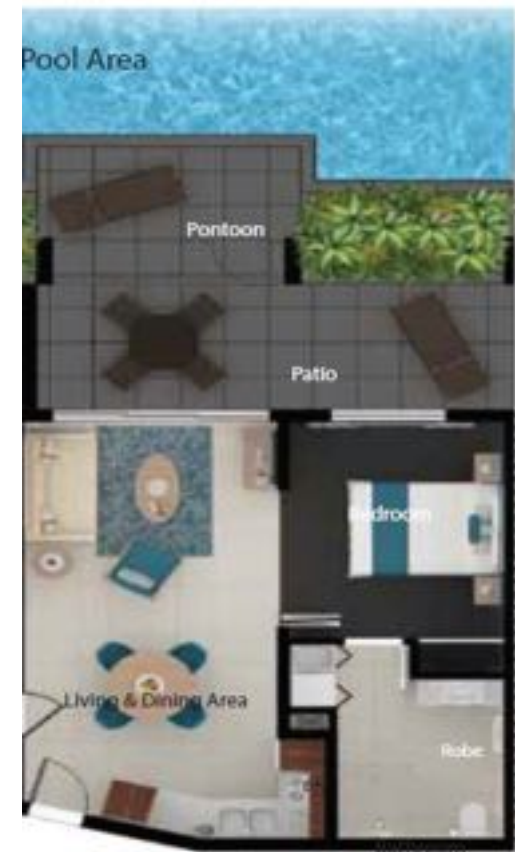 Pool Area
Pontoon
Patio
Bedroom
Living & Dining Area
Robe